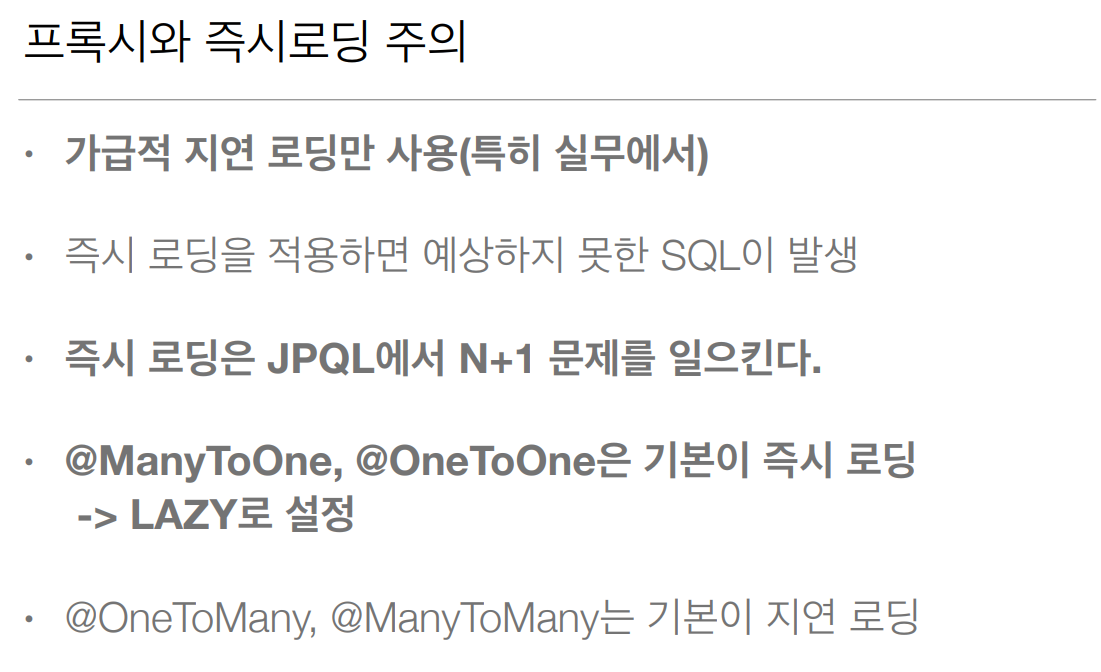 프록시와 즉시로딩 주의
• 가급적 지연 로딩만 사용(특히 실무에서)
• 즉시 로딩을 적용하면 예상하지 못한 SQL이 발생
• 즉시 로딩은 JPQL에서 N+1 문제를 일으킨다.
• @ManyToOne, @OneToOne은 기본이 즉시 로딩
-> LAZY로 설정
• @OneToMany, @ManyToMany는 기본이 지연 로딩